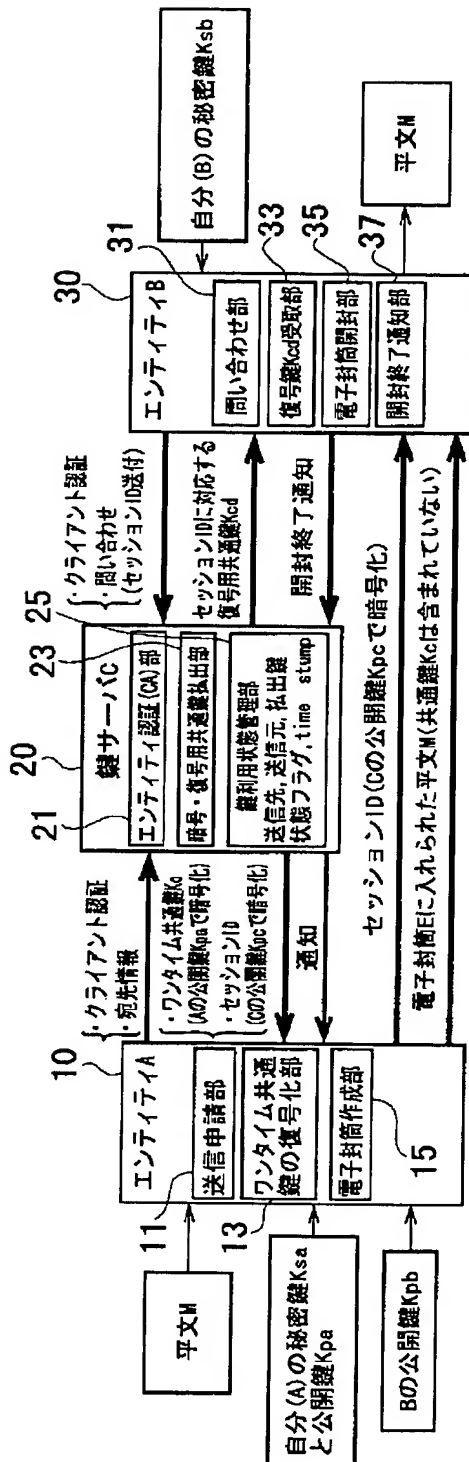 平文M
自分(A)の秘密鍵Ksa
と公開鍵Kpa
Bの公開鍵Kpb
10
エンティティA
11
送信申請部
13
ワンタイム共通
鍵の復号化部
電子封筒作成部
15
・クライアント認証
・宛先情報
・ワンタイム共通鍵Kc
(Aの公開鍵Kpaで暗号化)
・セッションID
(Cの公開鍵Kpcで暗号化)
通知
20
鍵サーバC
21
エンティティ認証(CA)部
23
暗号・復号用共通鍵払出部
25
鍵利用状態管理部
送信先,送信元,払出鍵
状態フラグ,time stump
・クライアント認証
・問い合わせ
(セッションID送付)
セッションIDに対応する
復号用共通鍵Kcd
開封終了通知
セッションID(Cの公開鍵Kpcで暗号化)
電子封筒EIに入れられた平文M(共通鍵Kcは含まれていない)
30
エンティティB
31
問い合わせ部
33
復号鍵Kcd受取部
35
電子封筒開封部
37
開封終了通知部
自分(B)の秘密鍵Ksb
平文M